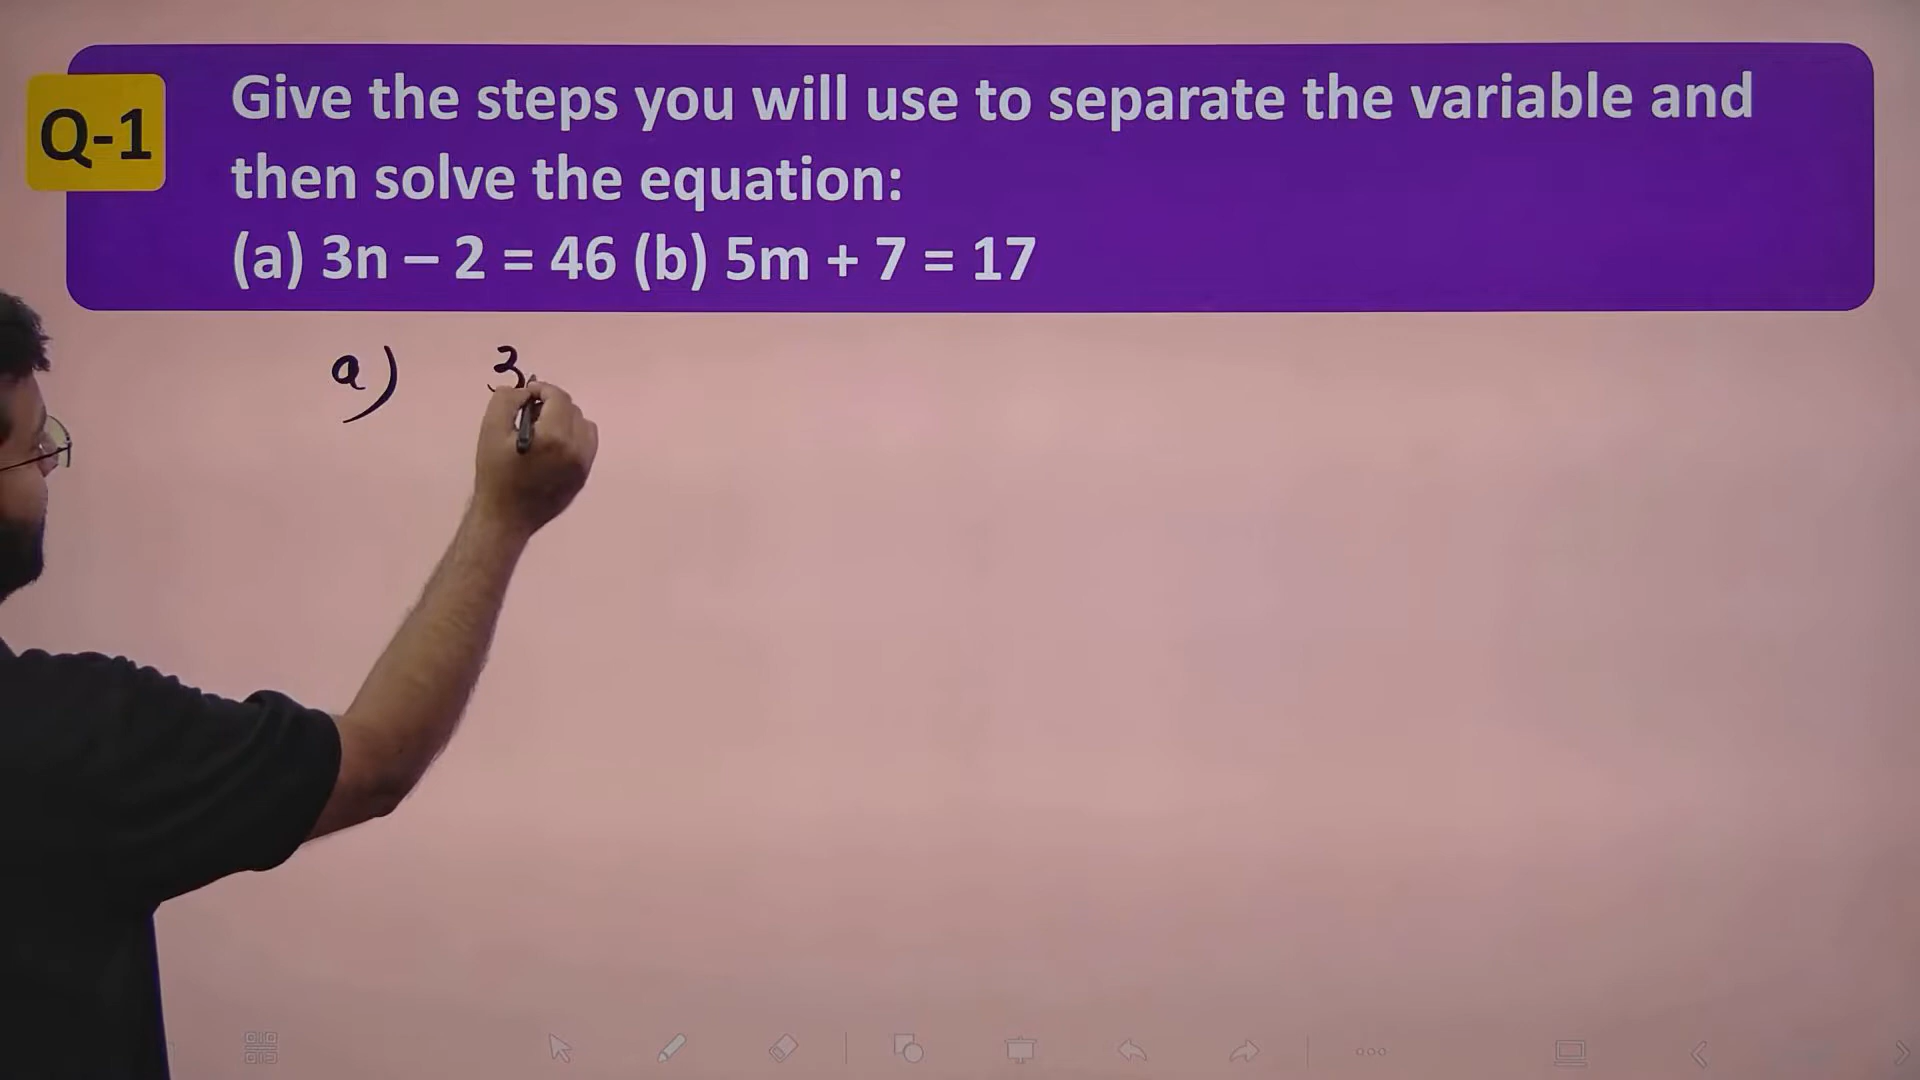 Q-1
Give the steps you will use to separate the variable and
then solve the equation:
(a) 3n – 2 = 46 (b) 5m + 7 = 17
a) 3